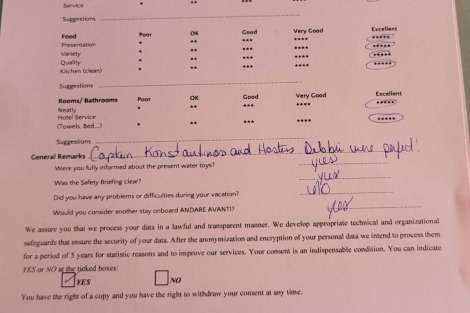 Service * **
Suggestions
Food Poor OK Good Very Good Excellent
Presentation * ** *** **** *****
Variety * ** *** **** *****
Quality * ** *** **** *****
Kitchen (clean) * ** *** **** *****
Suggestions
Rooms/ Bathrooms Poor OK Good Very Good Excellent
Neatly * ** *** **** *****
Hotel Service
(Towels, Bed...) * ** *** **** *****
Suggestions
General Remarks Captain Konstantinos and Hostess Debbie were perfect!
Were you fully informed about the present water toys? yes
Was the Safety Briefing clear? yes
Did you have any problems or difficulties during your vacation? NO
Would you consider another stay onboard ANDARE AVANTI? yes
We assure you that we process your data in a lawful and transparent manner. We develop appropriate technical and organizational
safeguards that ensure the security of your data. After the anonymization and encryption of your personal data we intend to process them
for a period of 5 years for statistic reasons and to improve our services. Your consent is an indispensable condition. You can indicate
YES or NO at the ticked boxes:
YES NO
You have the right of a copy and you have the right to withdraw your consent at any time.